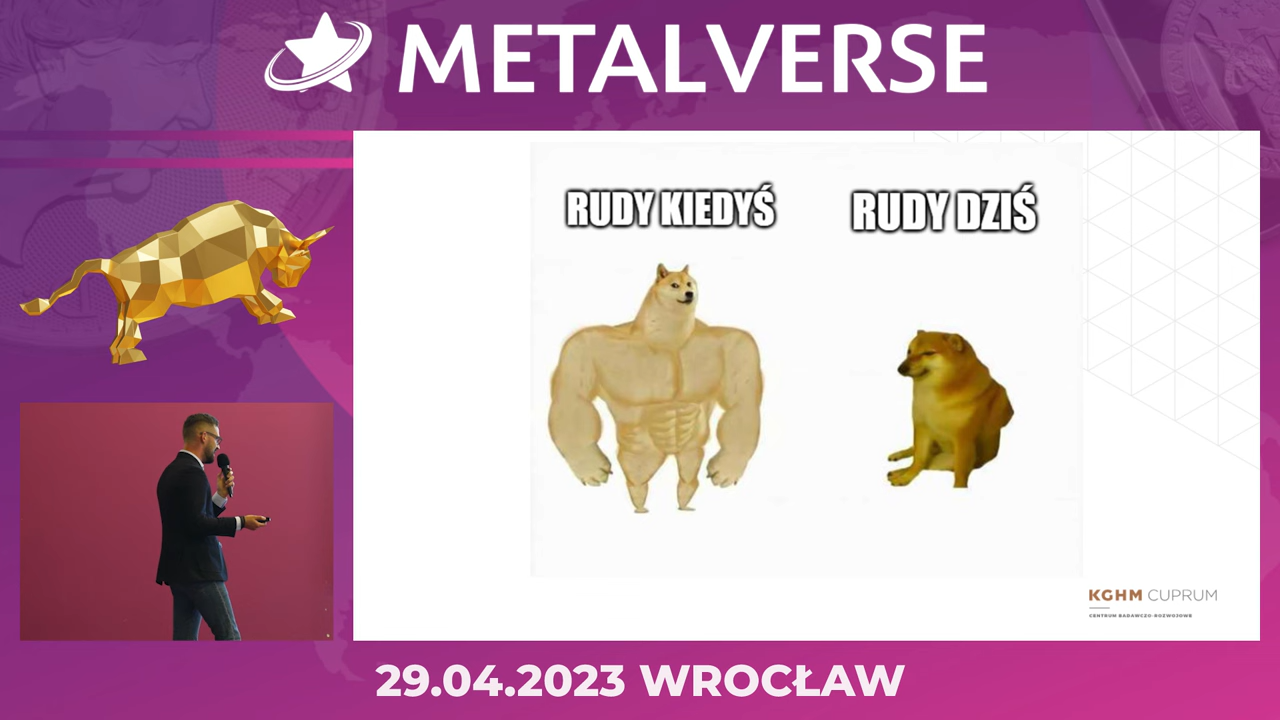 METALVERSE
RUDY KIEDYŚ
RUDY DZIŚ
KGHM CUPRUM
CENTRUM BADAWCZO-ROZWOJOWE
29.04.2023 WROCŁAW